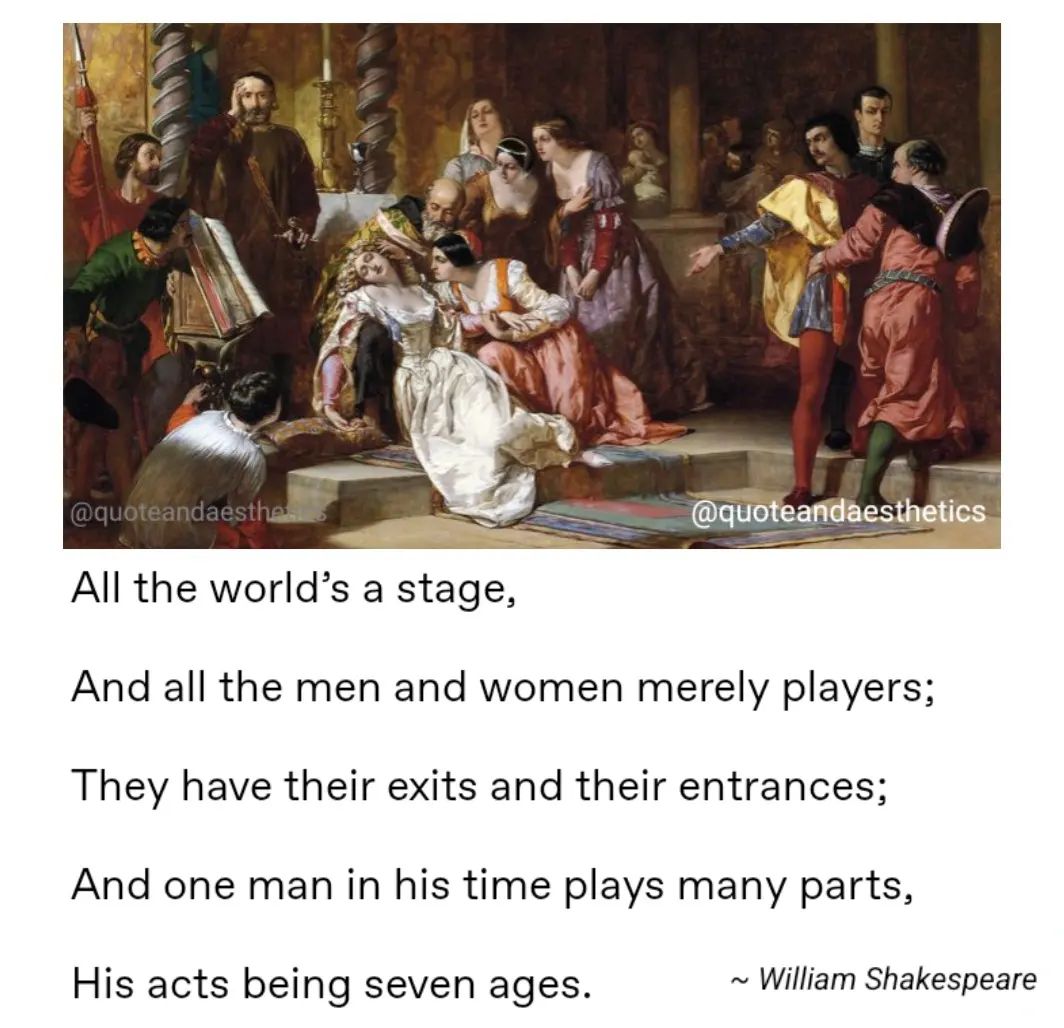 @quoteandaesthetics
@quoteandaesthetics
All the world’s a stage,
And all the men and women merely players;
They have their exits and their entrances;
And one man in his time plays many parts,
His acts being seven ages.
~ William Shakespeare